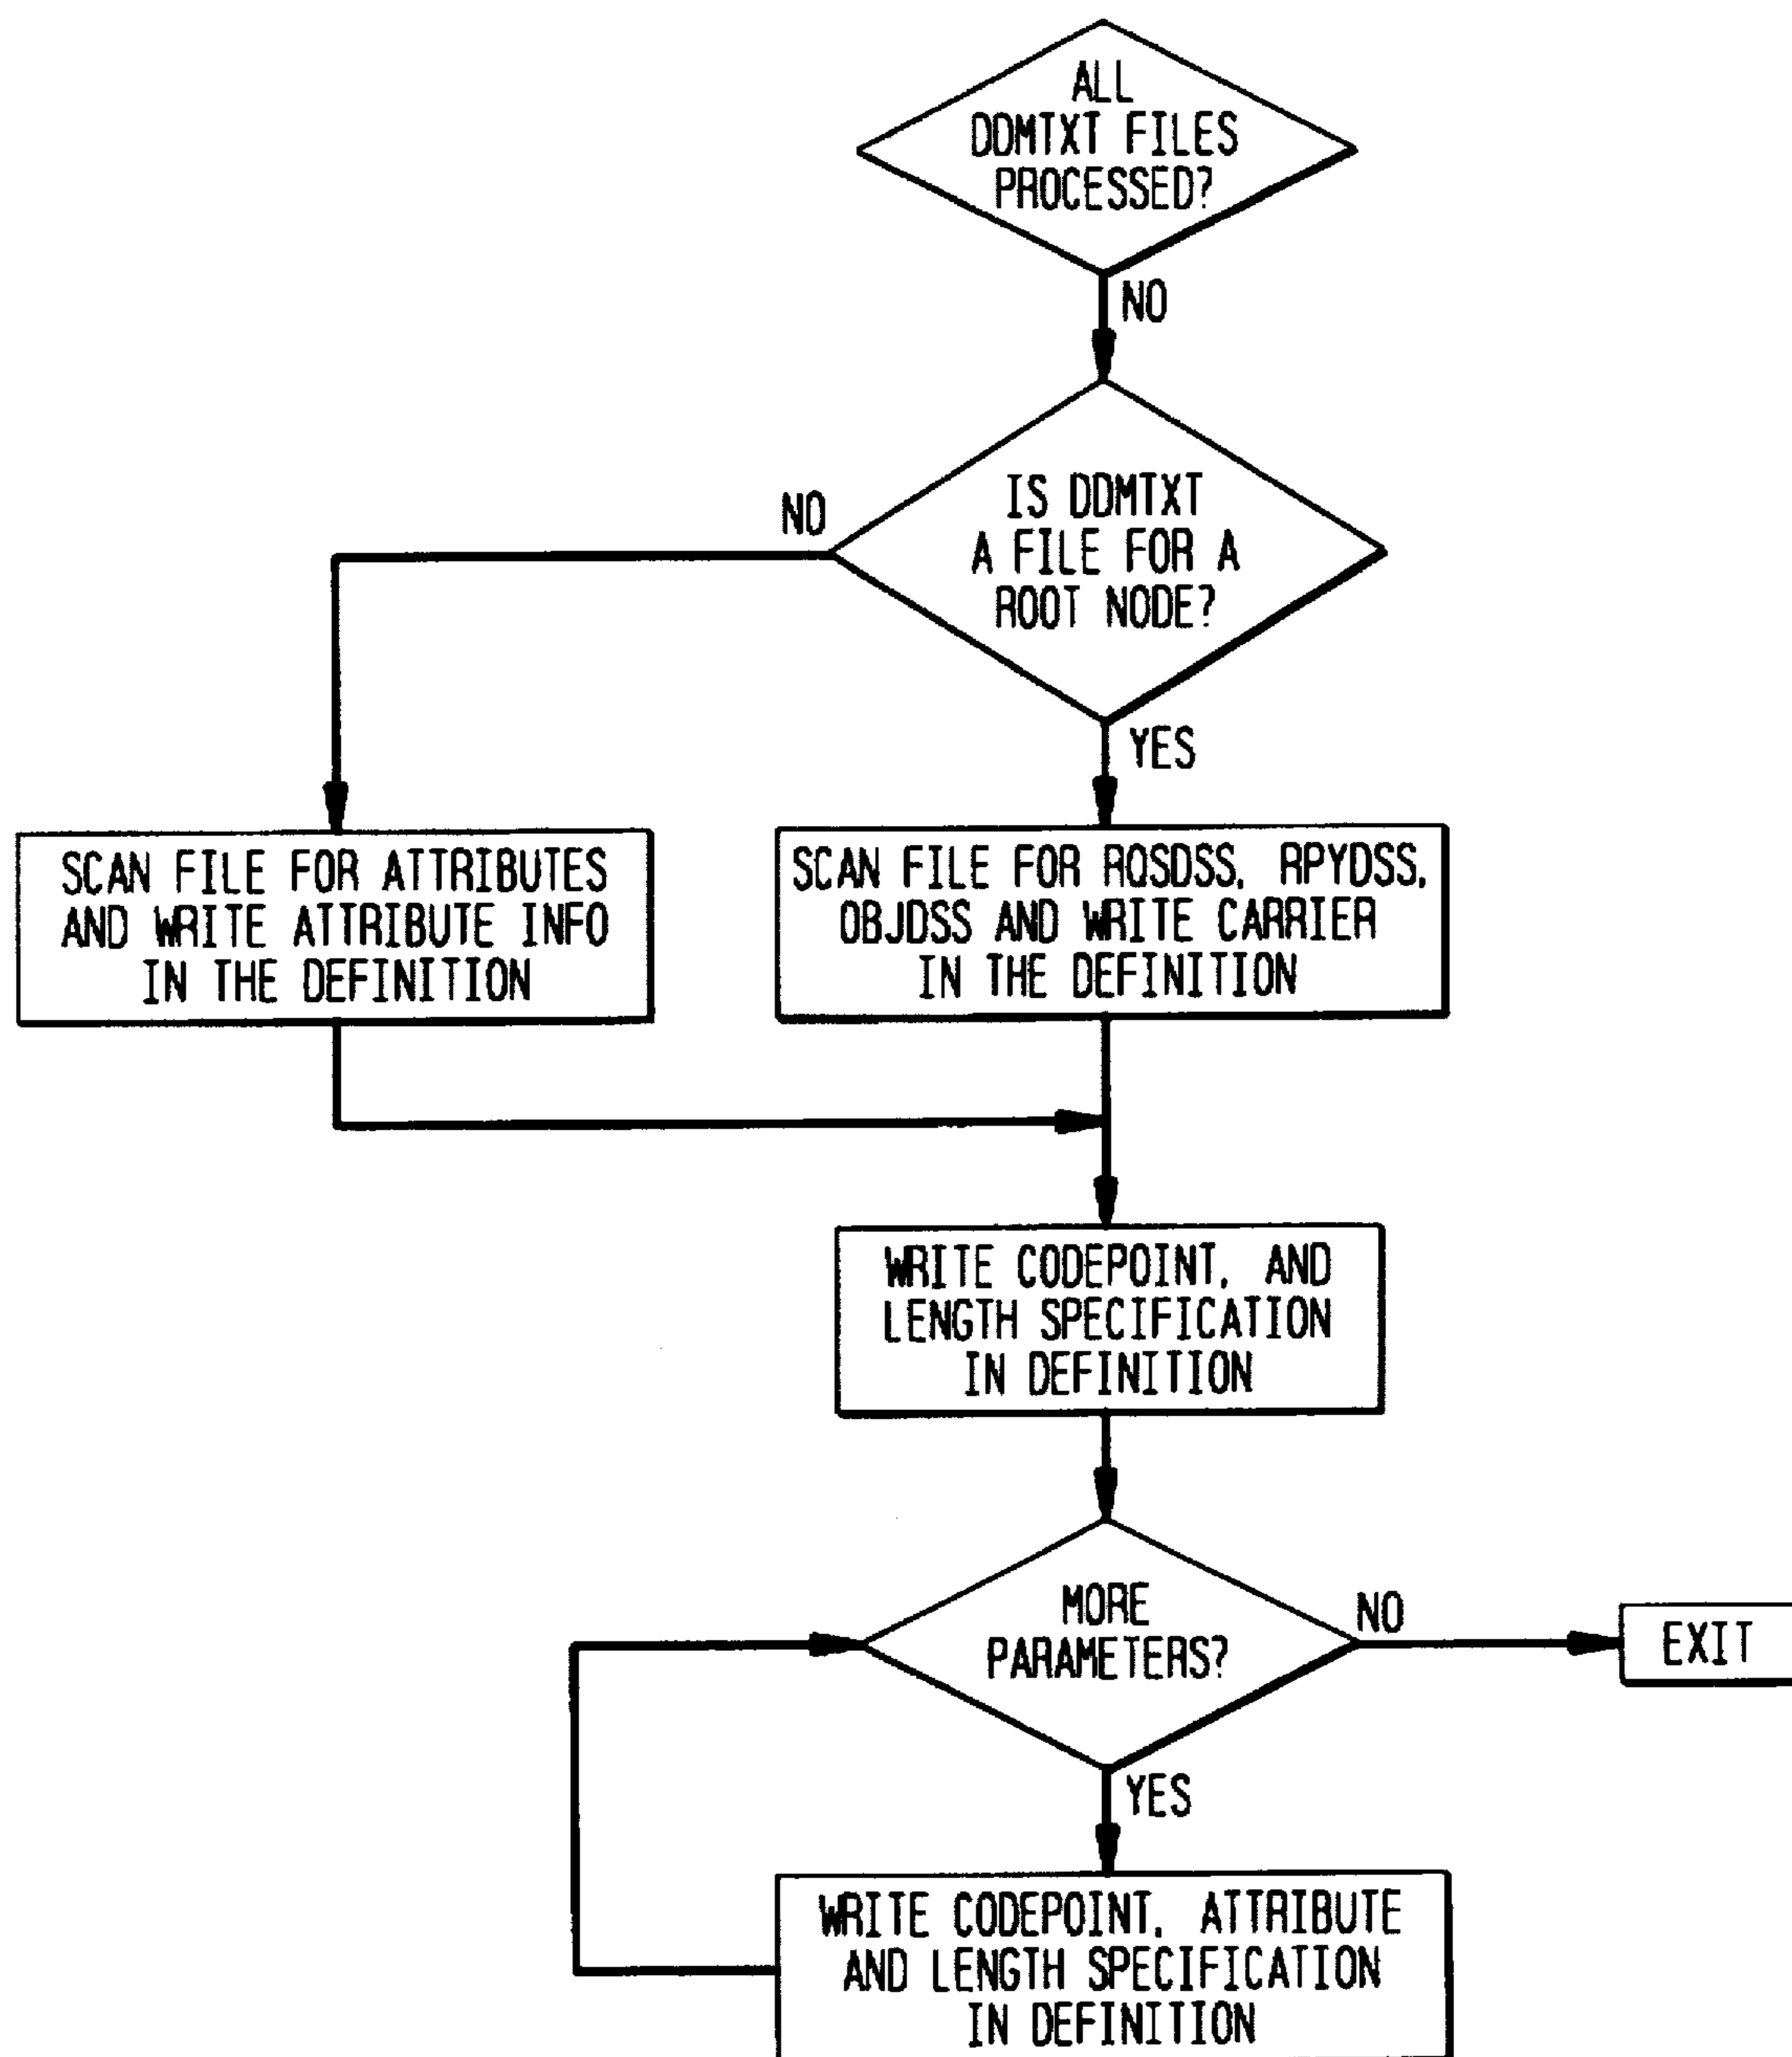 ALL
DDMTXT FILES
PROCESSED?
NO
IS DDMTXT
A FILE FOR A
ROOT NODE?
NO
YES
SCAN FILE FOR ATTRIBUTES
AND WRITE ATTRIBUTE INFO
IN THE DEFINITION
SCAN FILE FOR RQSDSS, RPYDSS,
OBJDSS AND WRITE CARRIER
IN THE DEFINITION
WRITE CODEPOINT, AND
LENGTH SPECIFICATION
IN DEFINITION
MORE
PARAMETERS?
NO
EXIT
YES
WRITE CODEPOINT, ATTRIBUTE
AND LENGTH SPECIFICATION
IN DEFINITION